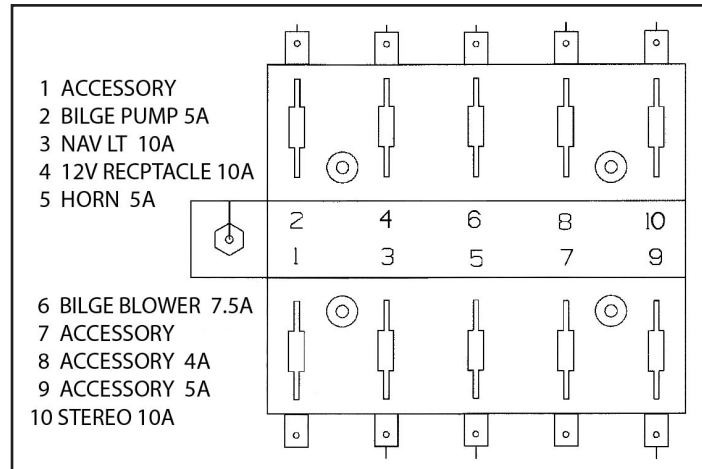 1 ACCESSORY
2 BILGE PUMP 5A
3 NAV LT 10A
4 12V RECPTACLE 10A
5 HORN 5A
2 4 6 8 10
1 3 5 7 9
6 BILGE BLOWER 7.5A
7 ACCESSORY
8 ACCESSORY 4A
9 ACCESSORY 5A
10 STEREO 10A